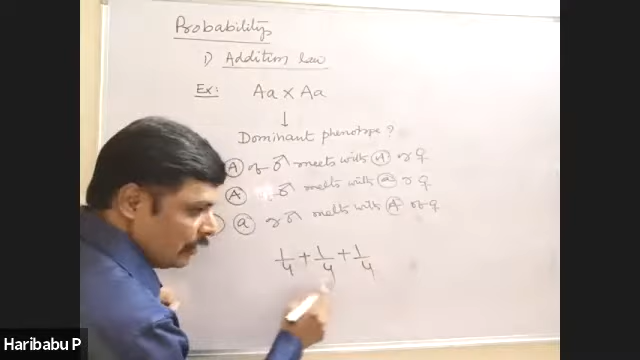 Probability
1) Addition law
Ex: Aa × Aa
↓
Dominant phenotype?
A of ♂ meets with A of ♀
A ♂ meets with a of ♀
a of ♂ meets with A of ♀
1/4 + 1/4 + 1/4
Haribabu P